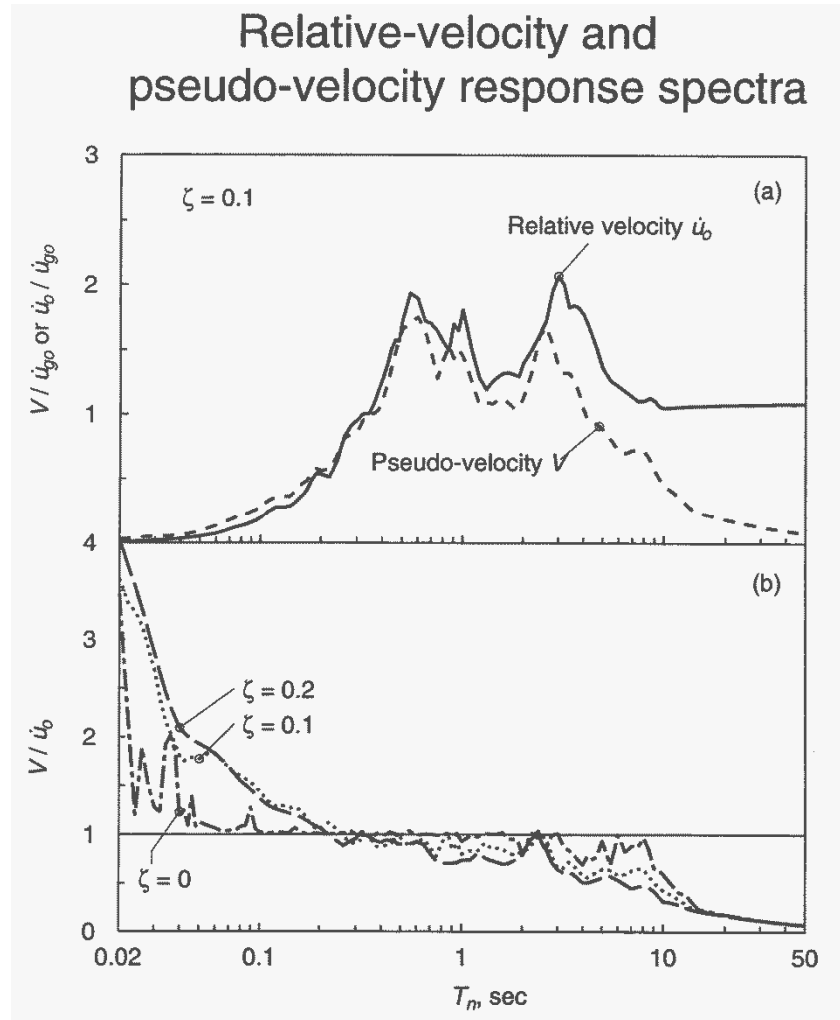 Relative-velocity and
pseudo-velocity response spectra
3
ζ = 0.1
(a)
Relative velocity u̇ₒ
2
V / u̇gₒ or u̇ₒ / u̇gₒ
1
Pseudo-velocity V
0
4
(b)
3
ζ = 0.2
ζ = 0.1
V / u̇ₒ
2
1
ζ = 0
0
0.02 0.1 1 10 50
Tₙ, sec